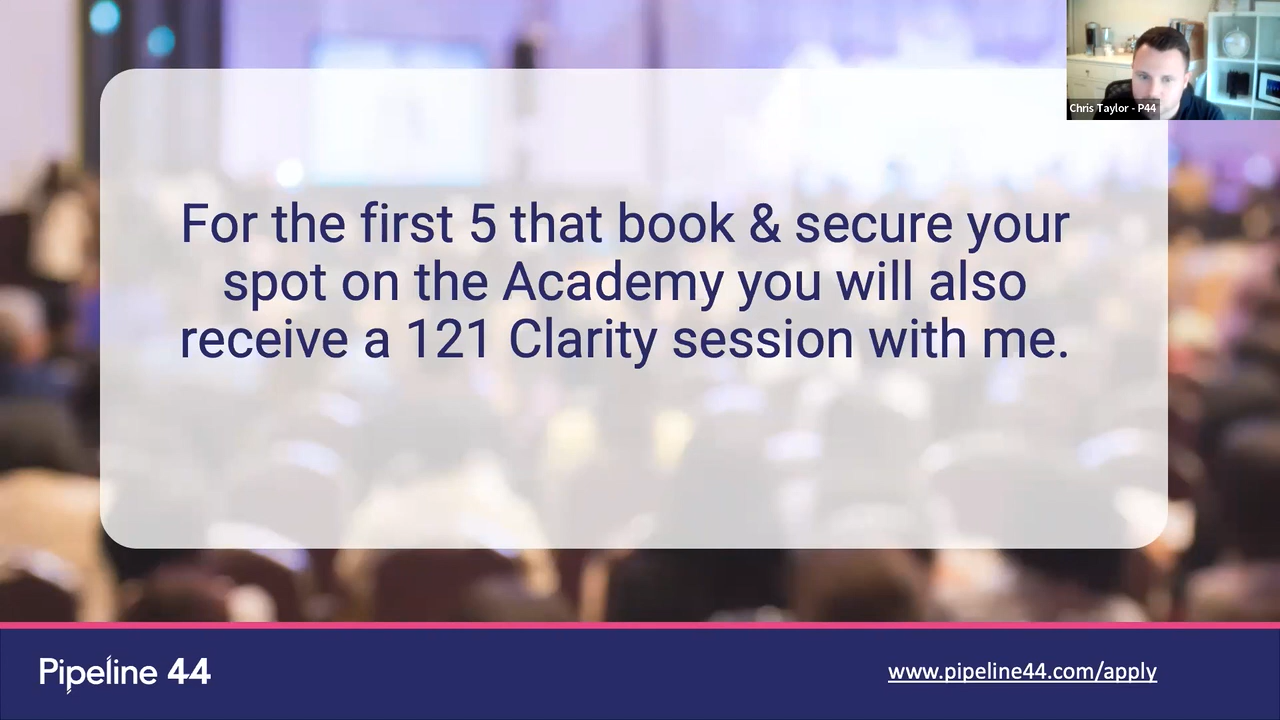 Chris Taylor - P44
For the first 5 that book & secure your
spot on the Academy you will also
receive a 121 Clarity session with me.
Pipeline 44
www.pipeline44.com/apply